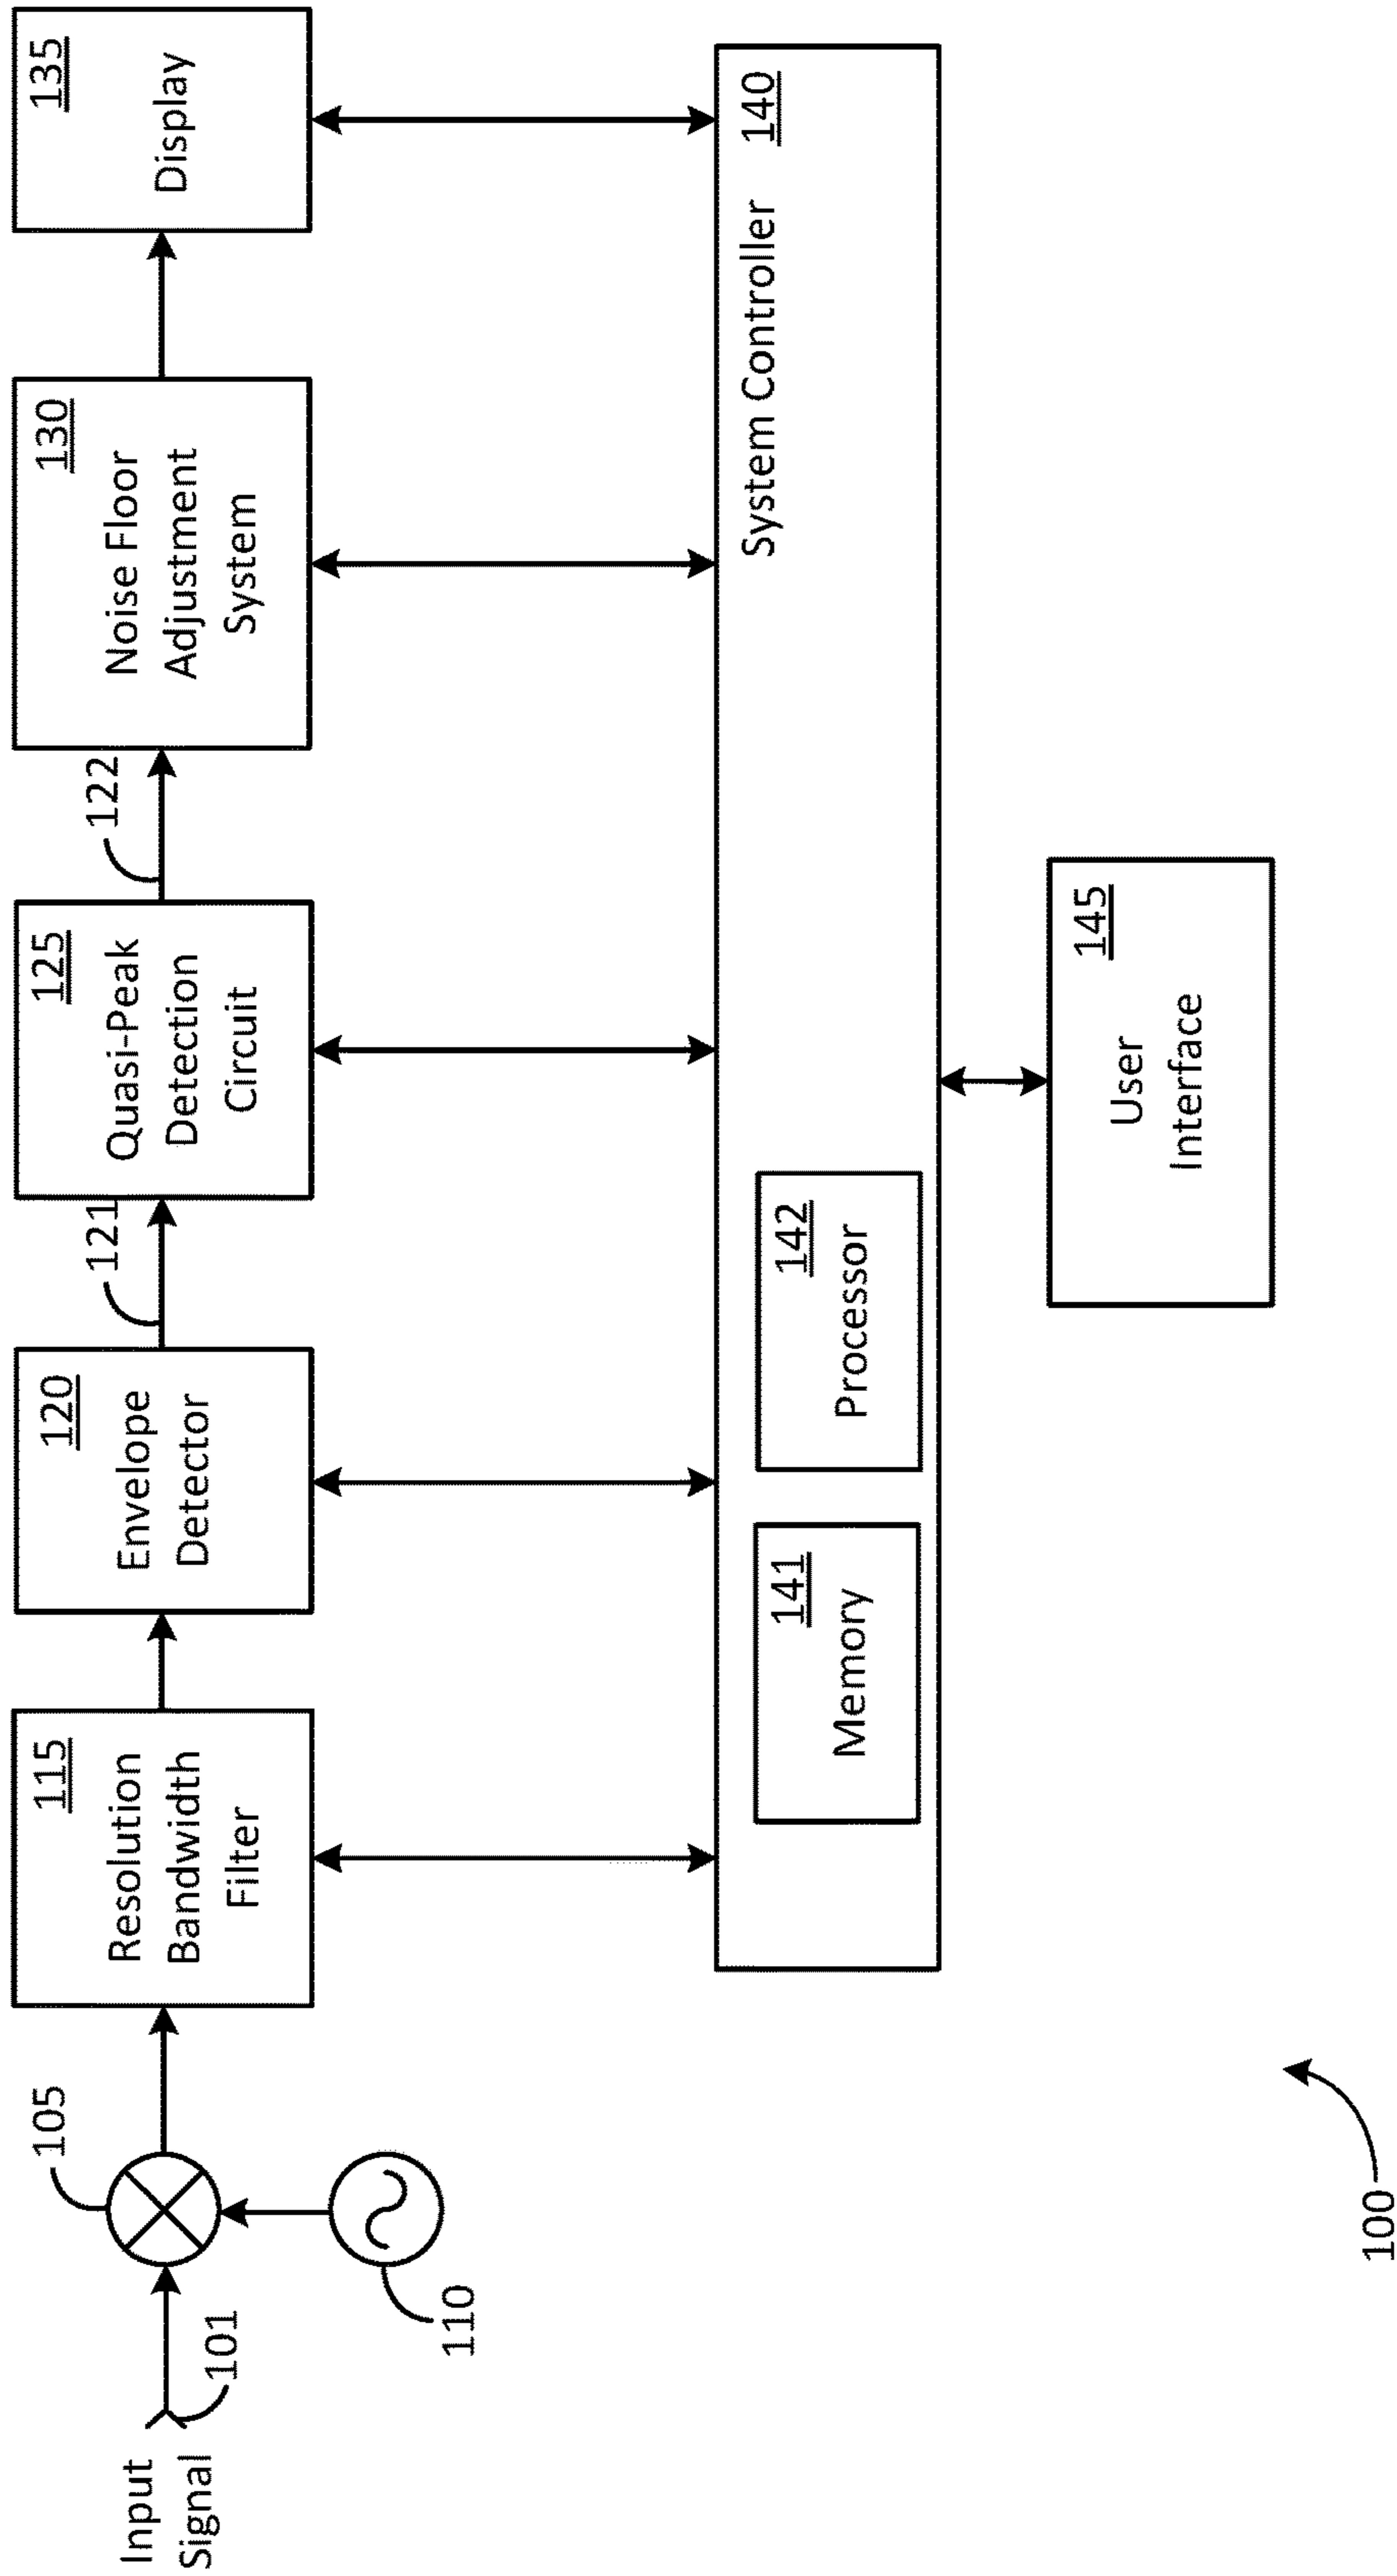 Input
Signal
101
105
110
115
Resolution
Bandwidth
Filter
120
Envelope
Detector
121
125
Quasi-Peak
Detection
Circuit
122
130
Noise Floor
Adjustment
System
135
Display
System Controller 140
141
Memory
142
Processor
145
User
Interface
100